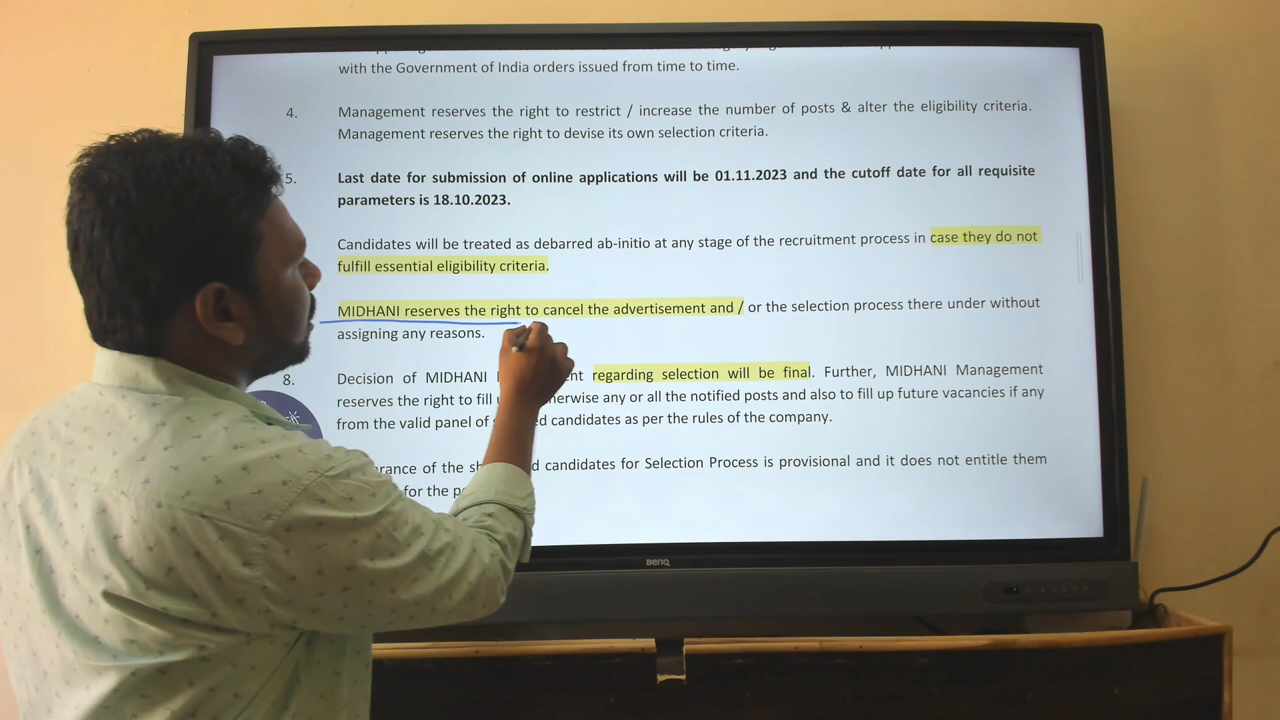 with the Government of India orders issued from time to time.
4. Management reserves the right to restrict / increase the number of posts & alter the eligibility criteria.
Management reserves the right to devise its own selection criteria.
5. Last date for submission of online applications will be 01.11.2023 and the cutoff date for all requisite
parameters is 18.10.2023.
Candidates will be treated as debarred ab-initio at any stage of the recruitment process in case they do not
fulfill essential eligibility criteria.
MIDHANI reserves the right to cancel the advertisement and / or the selection process there under without
assigning any reasons.
8. Decision of MIDHANI regarding selection will be final. Further, MIDHANI Management
reserves the right to fill any or all the notified posts and also to fill up future vacancies if any
from the valid panel of candidates as per the rules of the company.
of the candidates for Selection Process is provisional and it does not entitle them
for the
BenQ